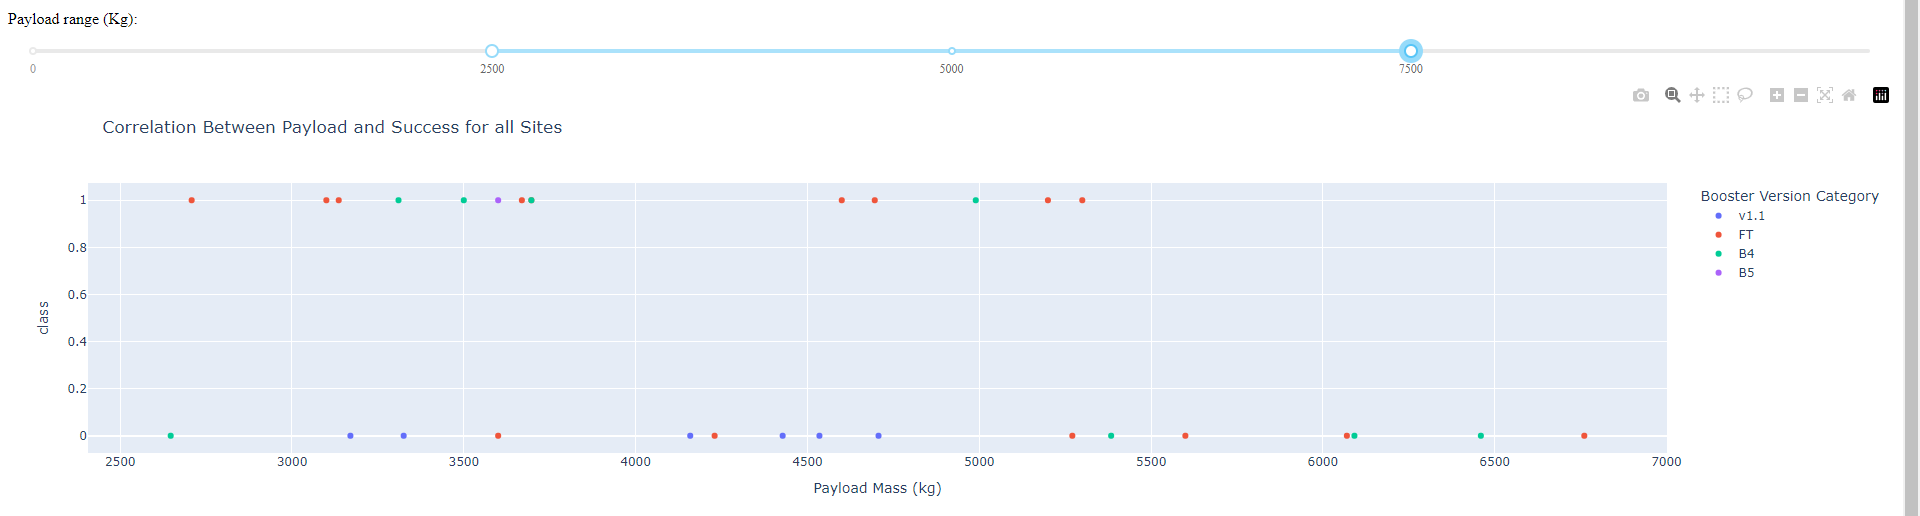 Payload range (Kg):
0 2500 5000 7500
Correlation Between Payload and Success for all Sites
1
0.8
0.6
0.4
0.2
0
class
2500 3000 3500 4000 4500 5000 5500 6000 6500 7000
Payload Mass (kg)
Booster Version Category
v1.1
FT
B4
B5